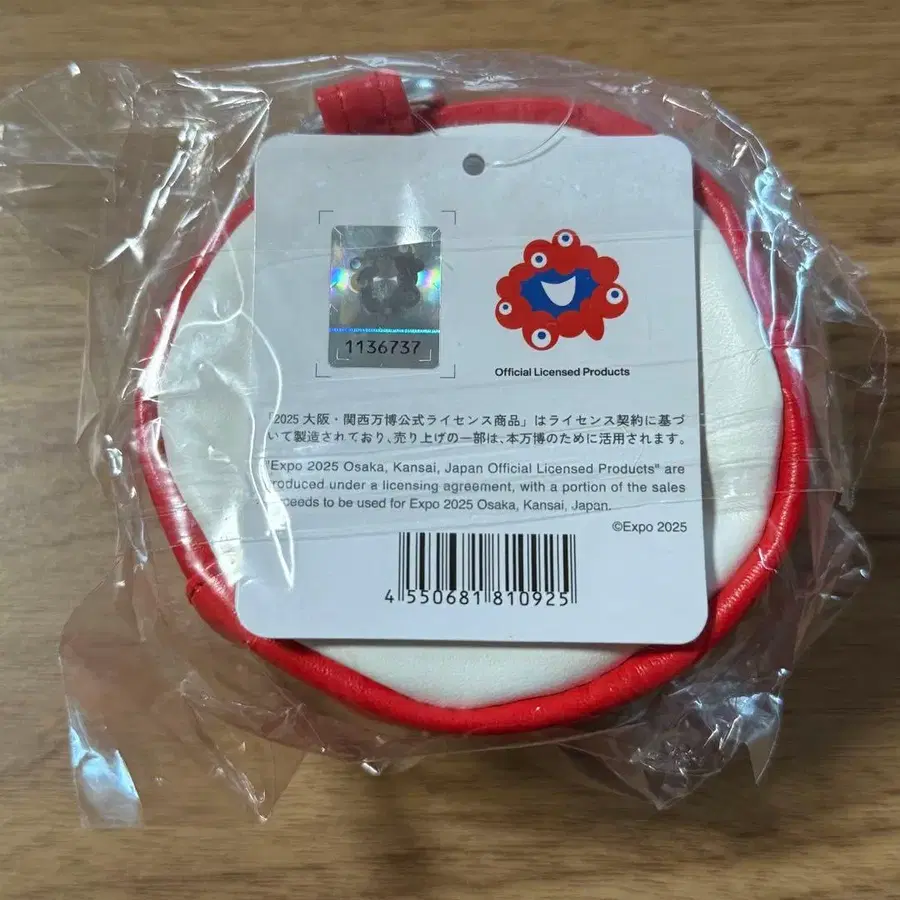 1136737
Official Licensed Products
「2025 大阪・関西万博公式ライセンス商品」はライセンス契約に基づ
いて製造されており、売り上げの一部は、本万博のために活用されます。
"Expo 2025 Osaka, Kansai, Japan Official Licensed Products" are
produced under a licensing agreement, with a portion of the sales
proceeds to be used for Expo 2025 Osaka, Kansai, Japan.
©Expo 2025
4 550681 810925